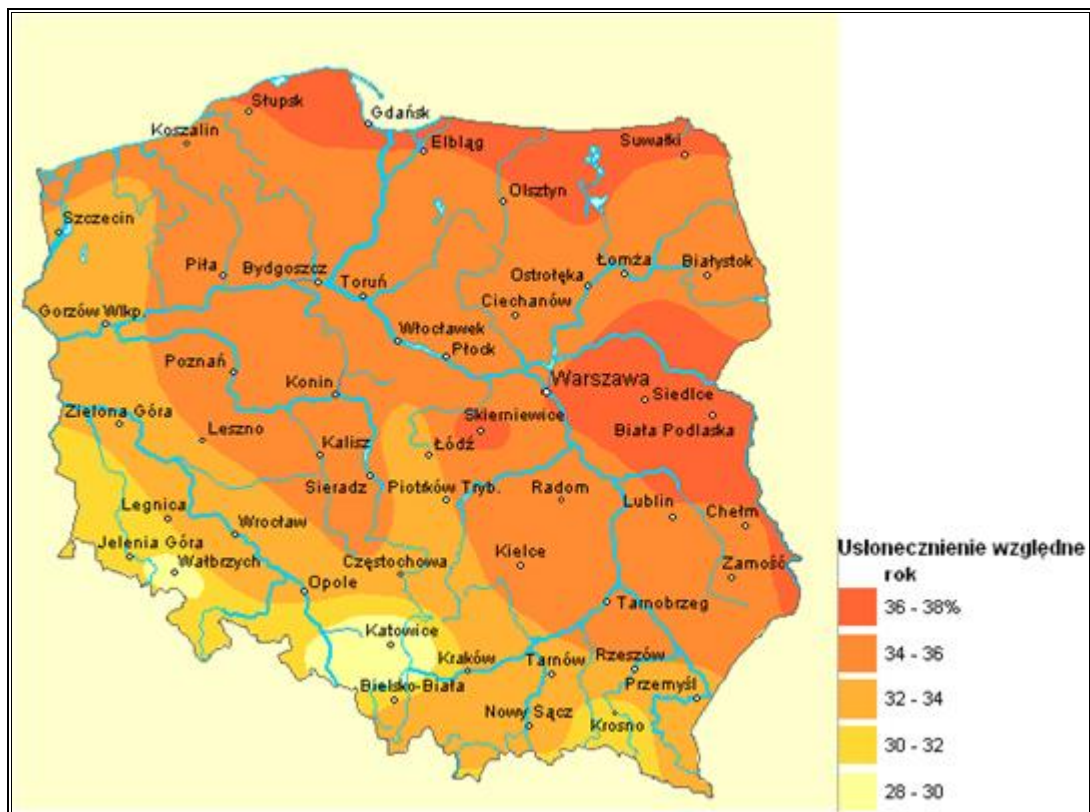 Słupsk
Gdańsk
Koszalin
Elbląg
Suwałki
Olsztyn
Szczecin
Piła
Bydgoszcz
Toruń
Ostrołęka
Łomża
Białystok
Ciechanów
Gorzów Wlkp.
Włocławek
Płock
Poznań
Konin
Warszawa
Siedlce
Zielona Góra
Leszno
Kalisz
Skierniewice
Łódź
Biała Podlaska
Sieradz
Piotrków Tryb.
Radom
Lublin
Chełm
Legnica
Wrocław
Jelenia Góra
Wałbrzych
Częstochowa
Kielce
Zamość
Opole
Tarnobrzeg
Katowice
Kraków
Tarnów
Rzeszów
Bielsko-Biała
Przemyśl
Nowy Sącz
Krosno
Usłonecznienie względne
rok
36 - 38%
34 - 36
32 - 34
30 - 32
28 - 30